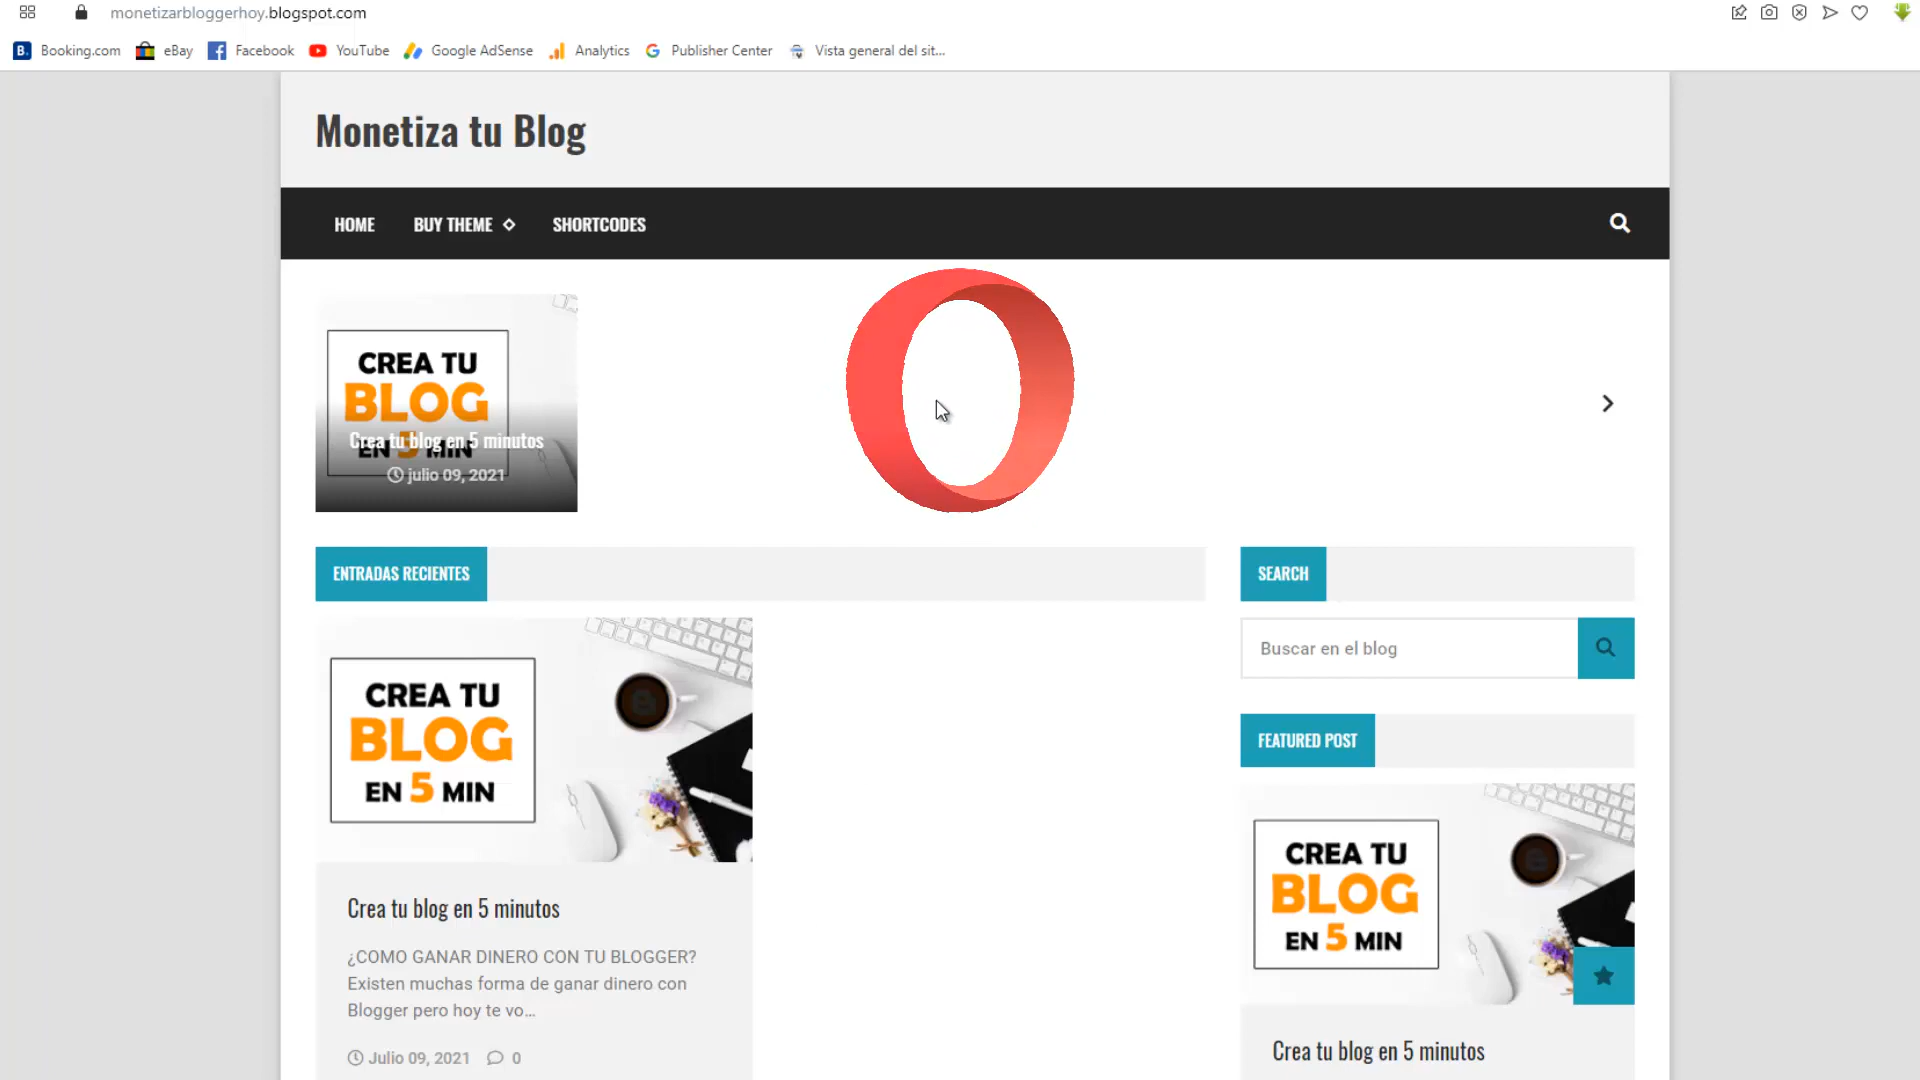 monetizarbloggerhoy.blogspot.com
Booking.com eBay Facebook YouTube Google AdSense Analytics Publisher Center Vista general del sit...
Monetiza tu Blog
HOME BUY THEME SHORTCODES
CREA TU
BLOG
EN 5 MIN
Crea tu blog en 5 minutos
julio 09, 2021
ENTRADAS RECIENTES
CREA TU
BLOG
EN 5 MIN
Crea tu blog en 5 minutos
¿COMO GANAR DINERO CON TU BLOGGER?
Existen muchas forma de ganar dinero con
Blogger pero hoy te vo...
Julio 09, 2021 0
SEARCH
Buscar en el blog
FEATURED POST
CREA TU
BLOG
EN 5 MIN
Crea tu blog en 5 minutos